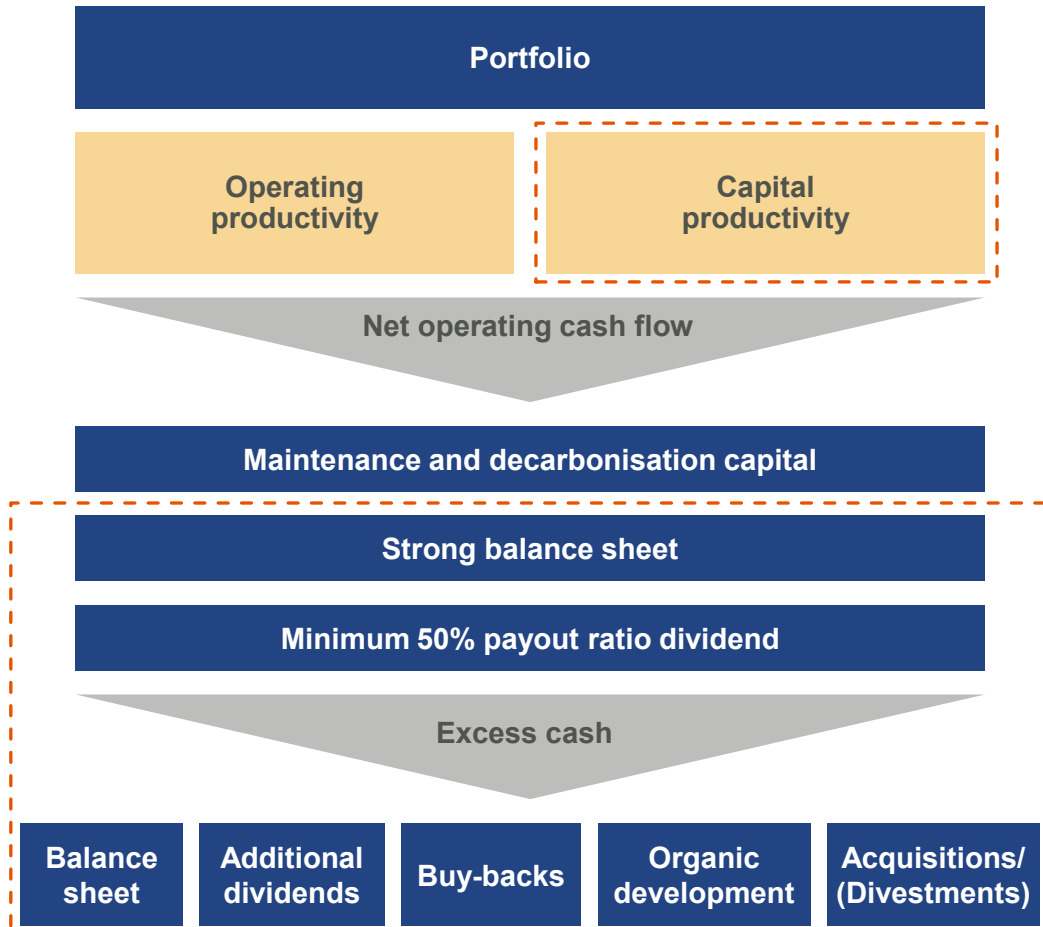 Portfolio
Operating
productivity
Capital
productivity
Net operating cash flow
Maintenance and decarbonisation capital
Strong balance sheet
Minimum 50% payout ratio dividend
Excess cash
Balance
sheet
Additional
dividends
Buy-backs
Organic
development
Acquisitions/
(Divestments)